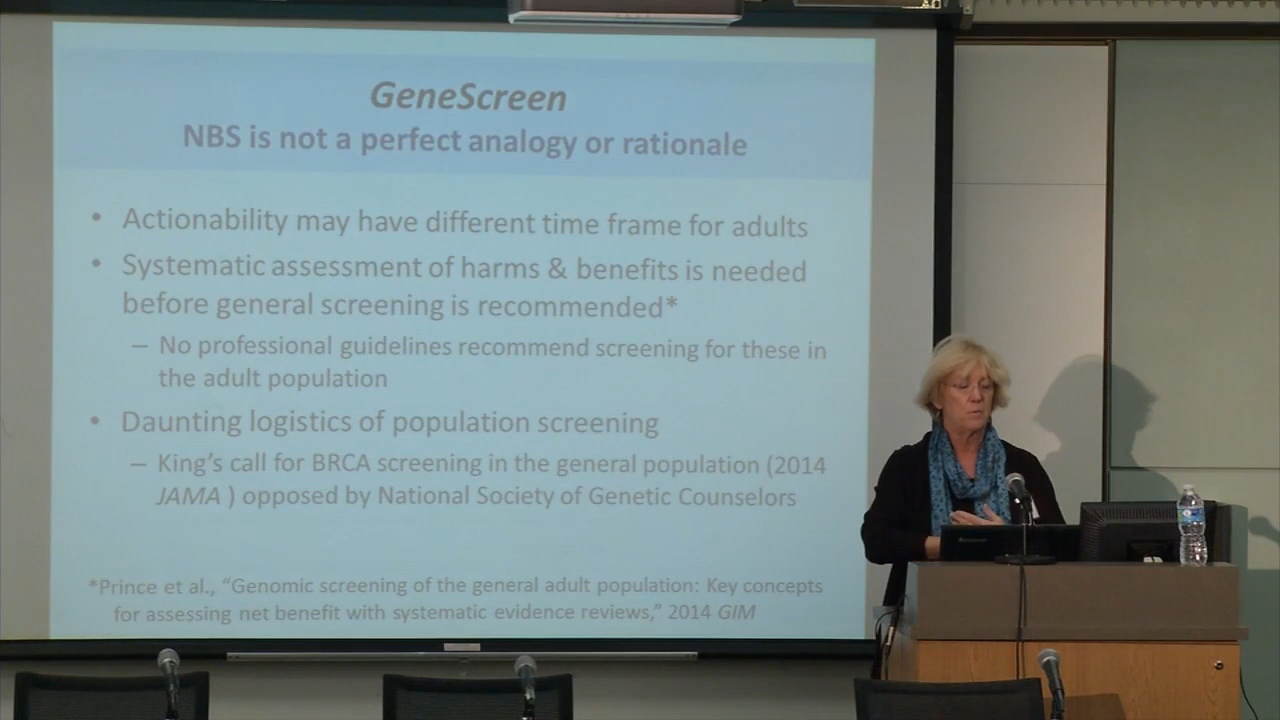 GeneScreen
NBS is not a perfect analogy or rationale
• Actionability may have different time frame for adults
• Systematic assessment of harms & benefits is needed
before general screening is recommended*
– No professional guidelines recommend screening for these in
the adult population
• Daunting logistics of population screening
– King’s call for BRCA screening in the general population (2014
JAMA ) opposed by National Society of Genetic Counselors
*Prince et al., “Genomic screening of the general adult population: Key concepts
for assessing net benefit with systematic evidence reviews,” 2014 GIM